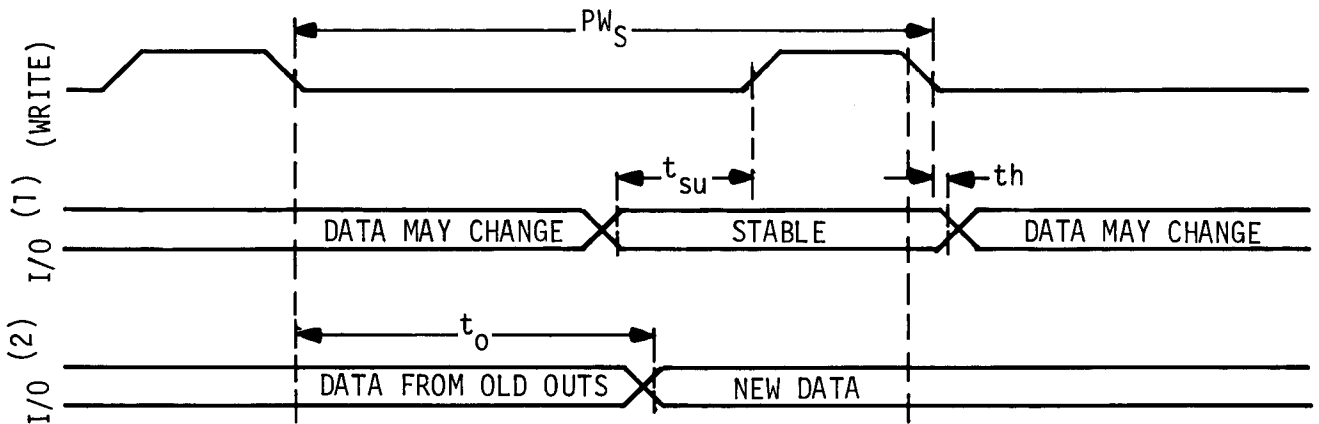 PWS
(WRITE)
tsu
th
I/O (1)
DATA MAY CHANGE
STABLE
DATA MAY CHANGE
to
I/O (2)
DATA FROM OLD OUTS
NEW DATA